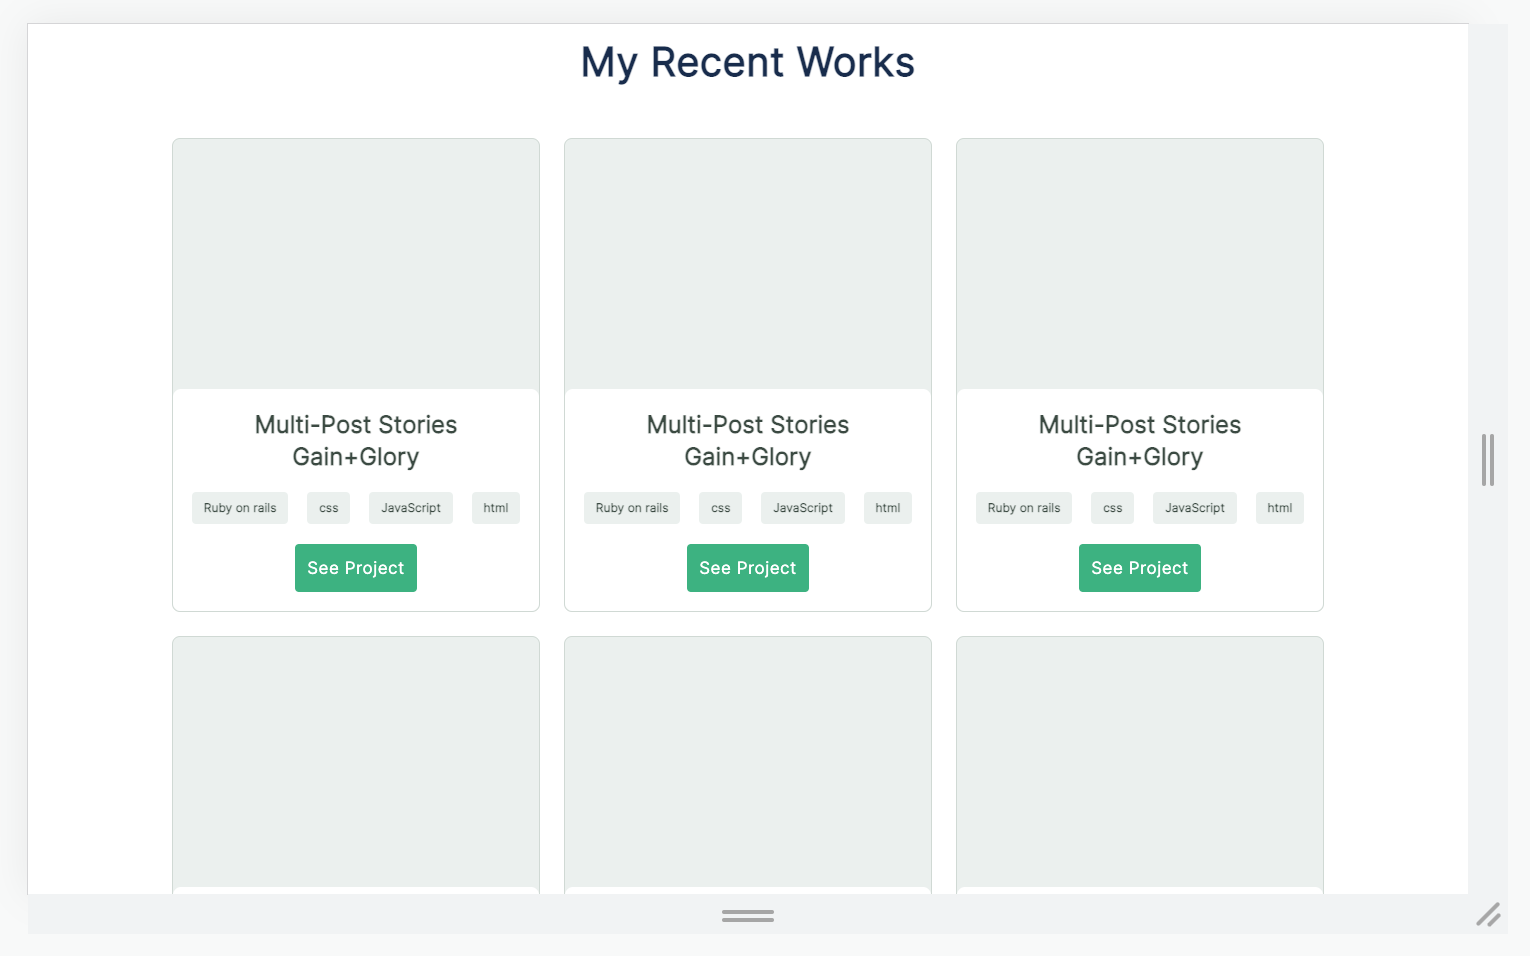 My Recent Works
Multi-Post Stories
Gain+Glory
Ruby on rails css JavaScript html
See Project
Multi-Post Stories
Gain+Glory
Ruby on rails css JavaScript html
See Project
Multi-Post Stories
Gain+Glory
Ruby on rails css JavaScript html
See Project